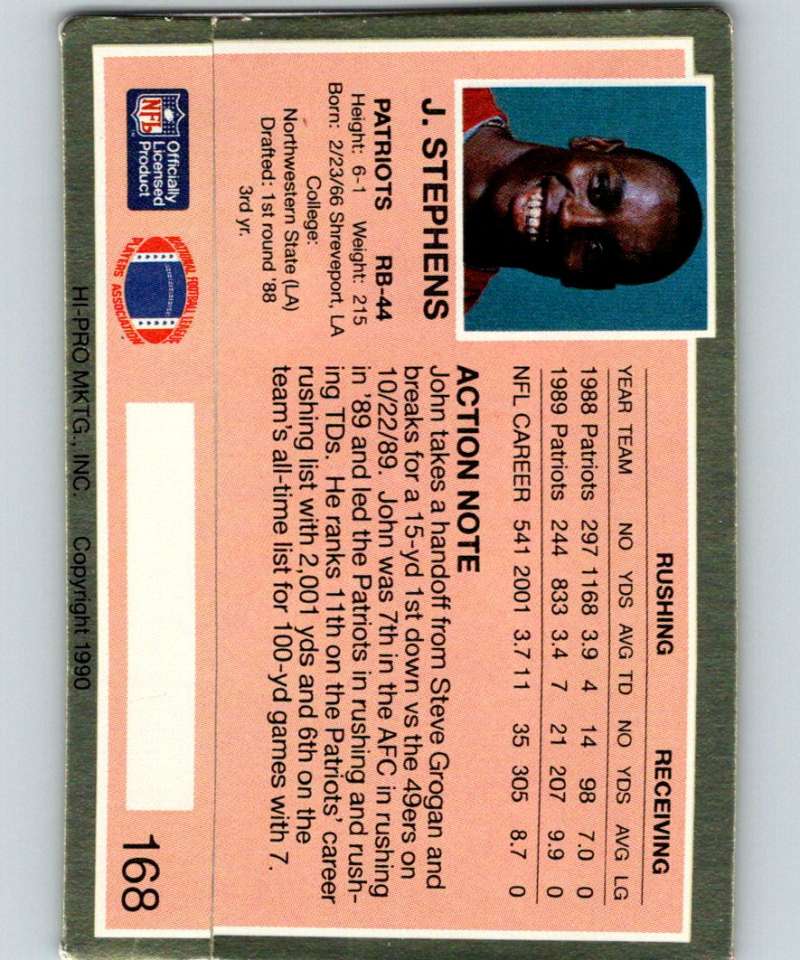 J. STEPHENS
PATRIOTS RB-44
Height: 6-1 Weight: 215
Born: 2/23/66 Shreveport, LA
College:
Northwestern State (LA)
Drafted: 1st round '88
3rd yr.
RUSHING RECEIVING
YEAR TEAM NO YDS AVG TD NO YDS AVG LG
1988 Patriots 297 1168 3.9 4 14 98 7.0 0
1989 Patriots 244 833 3.4 7 21 207 9.9 0
NFL CAREER 541 2001 3.7 11 35 305 8.7 0
ACTION NOTE
John takes a handoff from Steve Grogan and
breaks for a 15-yd 1st down vs the 49ers on
10/22/89. John was 7th in the AFC in rushing
in '89 and led the Patriots in rushing and rush-
ing TDs. He ranks 11th on the Patriots' career
rushing list with 2,001 yds and 6th on the
team's all-time list for 100-yd games with 7.
NFL
Officially
Licensed
Product
NATIONAL FOOTBALL LEAGUE
PLAYERS ASSOCIATION
168
HI-PRO MKTG., INC. Copyright 1990